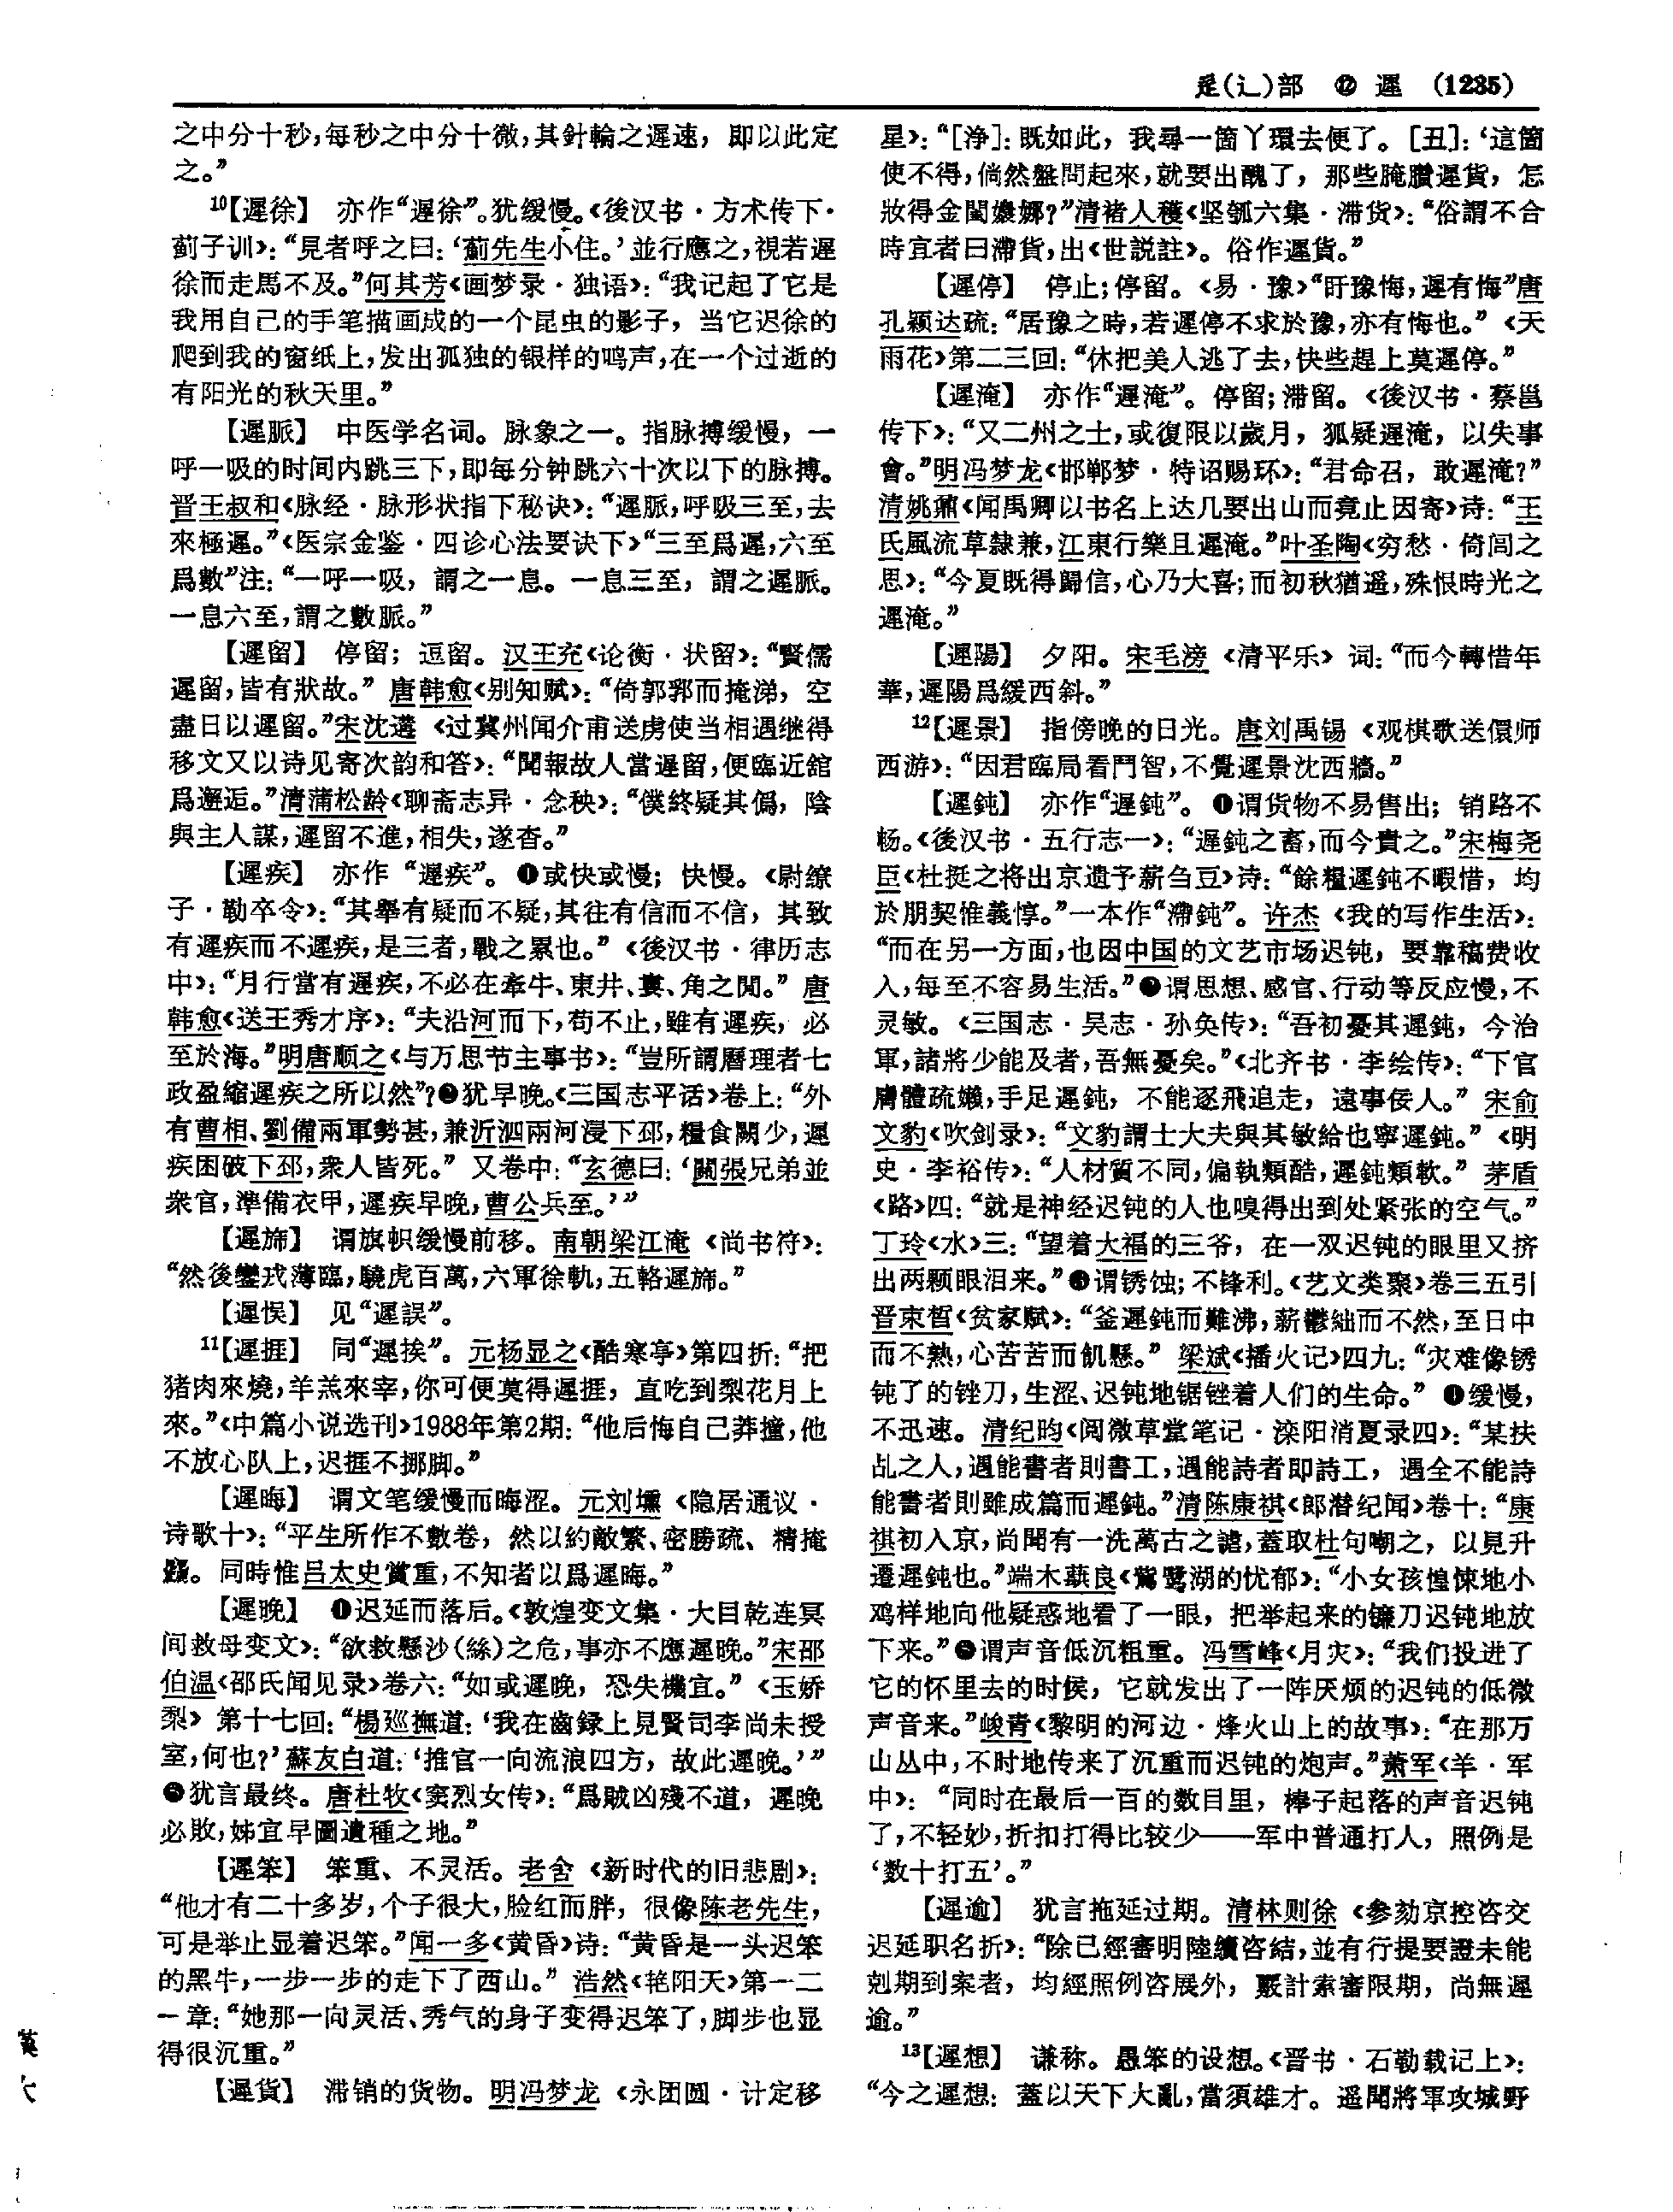 辵(辶)部 ⑫ 遲 (1235)
之中分十秒,每秒之中分十微,其針輪之遲速,即以此定
之。”
10【遲徐】 亦作“遅徐”。犹缓慢。《後汉书·方术传下·
蓟子训》:“見者呼之曰:‘薊先生小住。’並行應之,視若遲
徐而走馬不及。”何其芳《画梦录·独语》:“我记起了它是
我用自己的手笔描画成的一个昆虫的影子,当它迟徐的
爬到我的窗纸上,发出孤独的银样的鸣声,在一个过逝的
有阳光的秋天里。”
【遲脈】 中医学名词。脉象之一。指脉搏缓慢,一
呼一吸的时间内跳三下,即每分钟跳六十次以下的脉搏。
晋王叔和《脉经·脉形状指下秘诀》:“遲脈,呼吸三至,去
來極遲。”《医宗金鉴·四诊心法要诀下》“三至爲遲,六至
爲數”注:“一呼一吸,謂之一息。一息三至,謂之遲脈。
一息六至,謂之數脈。”
【遲留】 停留;逗留。汉王充《论衡·状留》:“賢儒
遲留,皆有狀故。”唐韩愈《别知赋》:“倚郭郛而掩涕,空
盡日以遲留。”宋沈遘《过冀州闻介甫送虏使当相遇继得
移文又以诗见寄次韵和答》:“聞報故人當遲留,便臨近舘
爲邂逅。”清蒲松龄《聊斋志异·念秧》:“僕終疑其僞,陰
與主人謀,遲留不進,相失,遂杳。”
【遲疾】 亦作“遅疾”。❶或快或慢;快慢。《尉缭
子·勒卒令》:“其舉有疑而不疑,其往有信而不信,其致
有遲疾而不遲疾,是三者,戰之累也。”《後汉书·律历志
中》:“月行當有遲疾,不必在牽牛、東井、婁、角之閒。”唐
韩愈《送王秀才序》:“夫沿河而下,苟不止,雖有遲疾,必
至於海。”明唐顺之《与万思节主事书》:“豈所謂曆理者七
政盈縮遲疾之所以然”?❷犹早晚。《三国志平话》卷上:“外
有曹相、劉備兩軍勢甚,兼沂泗兩河浸下邳,糧食闕少,遲
疾困破下邳,衆人皆死。”又卷中:“玄德曰:‘關張兄弟並
衆官,準備衣甲,遲疾早晚,曹公兵至。’”
【遲旆】 谓旗帜缓慢前移。南朝梁江淹《尚书符》:
“然後鑾戎薄臨,驍虎百萬,六軍徐軌,五輅遲旆。”
【遲悮】 见“遲誤”。
11【遲捱】 同“遲挨”。元杨显之《酷寒亭》第四折:“把
猪肉來燒,羊羔來宰,你可便莫得遲捱,直吃到梨花月上
來。”《中篇小说选刊》1988年第2期:“他后悔自己莽撞,他
不放心队上,迟捱不挪脚。”
【遲晦】 谓文笔缓慢而晦涩。元刘壎《隐居通议·
诗歌十》:“平生所作不數卷,然以約敵繁、密勝疏、精掩
麤。同時惟吕太史賞重,不知者以爲遲晦。”
【遲晚】 ❶迟延而落后。《敦煌变文集·大目乾连冥
间救母变文》:“欲救懸沙(絲)之危,事亦不應遲晚。”宋邵
伯温《邵氏闻见录》卷六:“如或遲晚,恐失機宜。”《玉娇
梨》第十七回:“楊廵撫道:‘我在齒録上見賢司李尚未授
室,何也?’蘇友白道:‘推官一向流浪四方,故此遲晚。’”
❷犹言最终。唐杜牧《窦烈女传》:“爲賊凶殘不道,遲晚
必敗,姊宜早圖遺種之地。”
【遲笨】 笨重、不灵活。老舍《新时代的旧悲剧》:
“他才有二十多岁,个子很大,脸红而胖,很像陈老先生,
可是举止显着迟笨。”闻一多《黄昏》诗:“黄昏是一头迟笨
的黑牛,一步一步的走下了西山。”浩然《艳阳天》第一二
一章:“她那一向灵活、秀气的身子变得迟笨了,脚步也显
得很沉重。”
【遲貨】 滞销的货物。明冯梦龙《永团圆·计定移
星》:“[浄]:既如此,我尋一箇丫環去便了。[丑]:‘這箇
使不得,倘然盤問起來,就要出醜了,那些腌臢遲貨,怎
妝得金閨嬝娜?”清褚人穫《坚瓠六集·滞货》:“俗謂不合
時宜者曰滯貨,出《世説註》。俗作遲貨。”
【遲停】 停止;停留。《易·豫》“盱豫悔,遲有悔”唐
孔颖达疏:“居豫之時,若遲停不求於豫,亦有悔也。”《天
雨花》第二三回:“休把美人逃了去,快些趕上莫遲停。”
【遲淹】 亦作“遅淹”。停留;滞留。《後汉书·蔡邕
传下》:“又二州之士,或復限以歲月,狐疑遲淹,以失事
會。”明冯梦龙《邯郸梦·特诏赐环》:“君命召,敢遲淹?”
清姚鼐《闻禹卿以书名上达几要出山而竟止因寄》诗:“王
氏風流草隸兼,江東行樂且遲淹。”叶圣陶《穷愁·倚闾之
思》:“今夏既得歸信,心乃大喜;而初秋猶遥,殊恨時光之
遲淹。”
【遲陽】 夕阳。宋毛滂《清平乐》词:“而今轉惜年
華,遲陽爲緩西斜。”
12【遲景】 指傍晚的日光。唐刘禹锡《观棋歌送儇师
西游》:“因君臨局看鬥智,不覺遲景沈西牆。”
【遲鈍】 亦作“遅鈍”。❶谓货物不易售出;销路不
畅。《後汉书·五行志一》:“遲鈍之畜,而今貴之。”宋梅尧
臣《杜挺之将出京遗予薪刍豆》诗:“餘糧遲鈍不暇惜,均
於朋契惟義惇。”一本作“滯鈍”。许杰《我的写作生活》:
“而在另一方面,也因中国的文艺市场迟钝,要靠稿费收
入,每至不容易生活。”❷谓思想、感官、行动等反应慢,不
灵敏。《三国志·吴志·孙奂传》:“吾初憂其遲鈍,今治
軍,諸將少能及者,吾無憂矣。”《北齐书·李绘传》:“下官
膚體疏嬾,手足遲鈍,不能逐飛追走,遠事佞人。”宋俞
文豹《吹剑录》:“文豹謂士大夫與其敏給也寧遲鈍。”《明
史·李裕传》:“人材質不同,偏執類酷,遲鈍類軟。”茅盾
《路》四:“就是神经迟钝的人也嗅得出到处紧张的空气。”
丁玲《水》三:“望着大福的三爷,在一双迟钝的眼里又挤
出两颗眼泪来。”❸谓锈蚀;不锋利。《艺文类聚》卷三五引
晋束晳《贫家赋》:“釜遲鈍而難沸,薪鬱絀而不然,至日中
而不熟,心苦苦而飢懸。”梁斌《播火记》四九:“灾难像锈
钝了的锉刀,生涩、迟钝地锯锉着人们的生命。”❹缓慢,
不迅速。清纪昀《阅微草堂笔记·滦阳消夏录四》:“某扶
乩之人,遇能書者則書工,遇能詩者即詩工,遇全不能詩
能書者則雖成篇而遲鈍。”清陈康祺《郎潜纪闻》卷十:“康
祺初入京,尚聞有一洗萬古之謔,蓋取杜句嘲之,以見升
遷遲鈍也。”端木蕻良《鴜鹭湖的忧郁》:“小女孩惶悚地小
鸡样地向他疑惑地看了一眼,把举起来的镰刀迟钝地放
下来。”❺谓声音低沉粗重。冯雪峰《月灾》:“我们投进了
它的怀里去的时候,它就发出了一阵厌烦的迟钝的低微
声音来。”峻青《黎明的河边·烽火山上的故事》:“在那万
山丛中,不时地传来了沉重而迟钝的炮声。”萧军《羊·军
中》:“同时在最后一百的数目里,棒子起落的声音迟钝
了,不轻妙,折扣打得比较少——军中普通打人,照例是
‘数十打五’。”
【遲逾】 犹言拖延过期。清林则徐《参劾京控咨交
迟延职名折》:“除已經審明陸續咨結,並有行提要證未能
剋期到案者,均經照例咨展外,覈計素審限期,尚無遲
逾。”
13【遲想】 谦称。愚笨的设想。《晋书·石勒载记上》:
“今之遲想:蓋以天下大亂,當須雄才。遥聞將軍攻城野